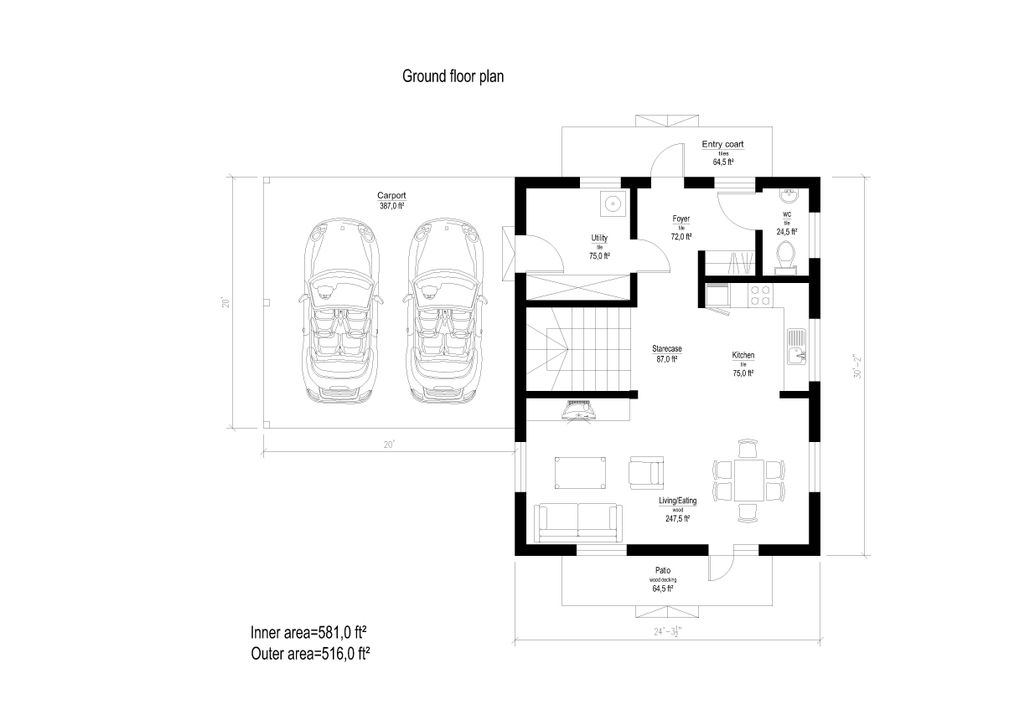 Ground floor plan
Entry coart
tiles
64,5 ft²
Carport
387,0 ft²
wc
tile
24,5 ft²
Foyer
tile
72,0 ft²
Utility
tile
75,0 ft²
20'
Starecase
87,0 ft²
Kitchen
tile
75,0 ft²
30'-2"
20'
Living/Eating
wood
247,5 ft²
Patio
wood decking
64,5 ft²
24'-3½"
Inner area=581,0 ft²
Outer area=516,0 ft²